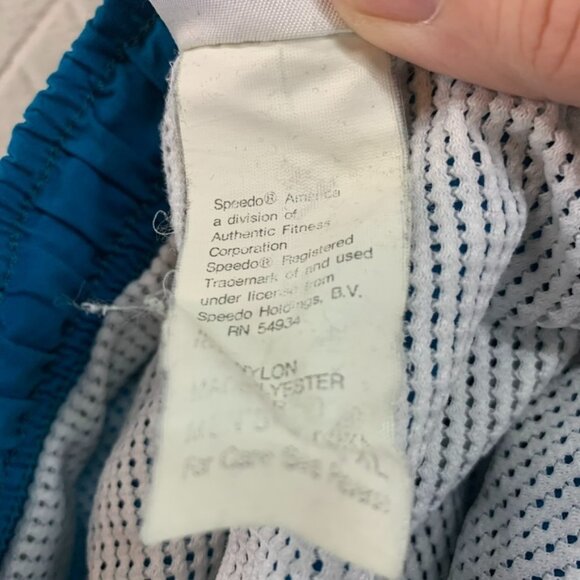 Speedo® America
a division of
Authentic Fitness
Corporation
Speedo® Registered
Trademark of and used
under license from
Speedo Holdings, B.V.
RN 54934
NYLON
POLYESTER
For Care See Reverse